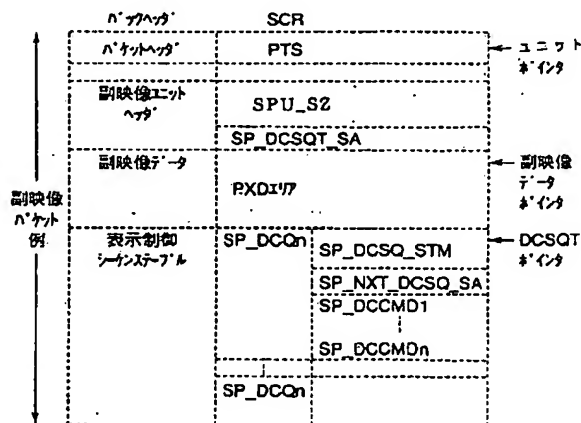 パックヘッダ SCR
パケットヘッダ PTS
ユニット
ポインタ
副映像ユニット
ヘッダ
SPU_SZ
SP_DCSQT_SA
副映像データ
PXDエリア
副映像
データ
ポインタ
副映像
パケット
例
表示制御
シーケンステーブル
SP_DCQn
SP_DCSQ_STM
DCSQT
ポインタ
SP_NXT_DCSQ_SA
SP_DCCMD1
SP_DCCMDn
SP_DCQn